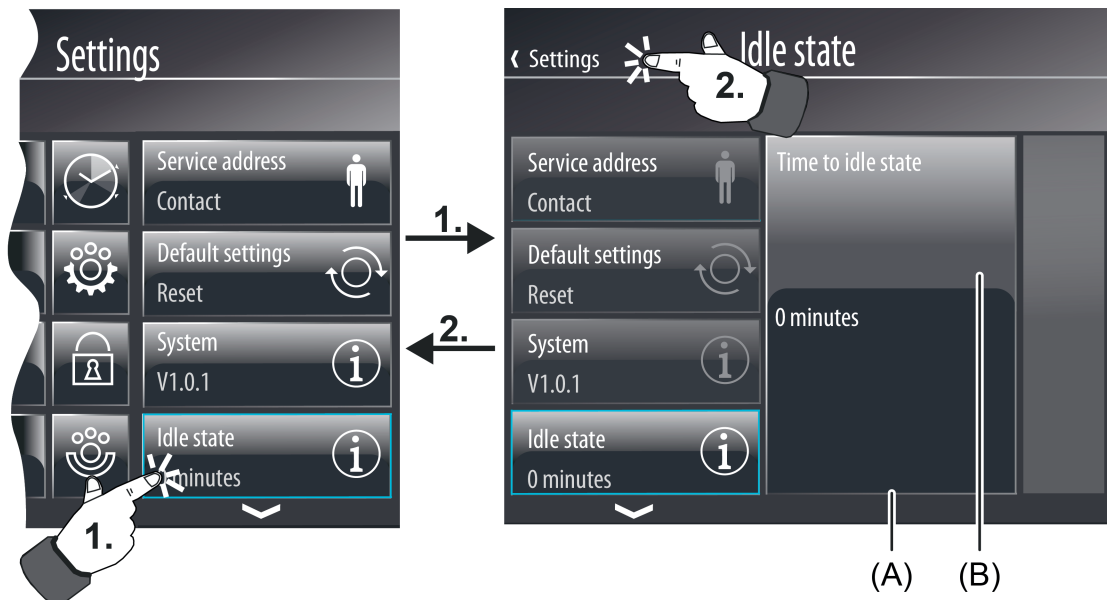 Settings
Service address
Contact
Default settings
Reset
System
V1.0.1
Idle state
minutes
1.
1.
2.
Settings
2.
Idle state
Service address
Contact
Default settings
Reset
System
V1.0.1
Idle state
0 minutes
Time to idle state
0 minutes
(A)
(B)